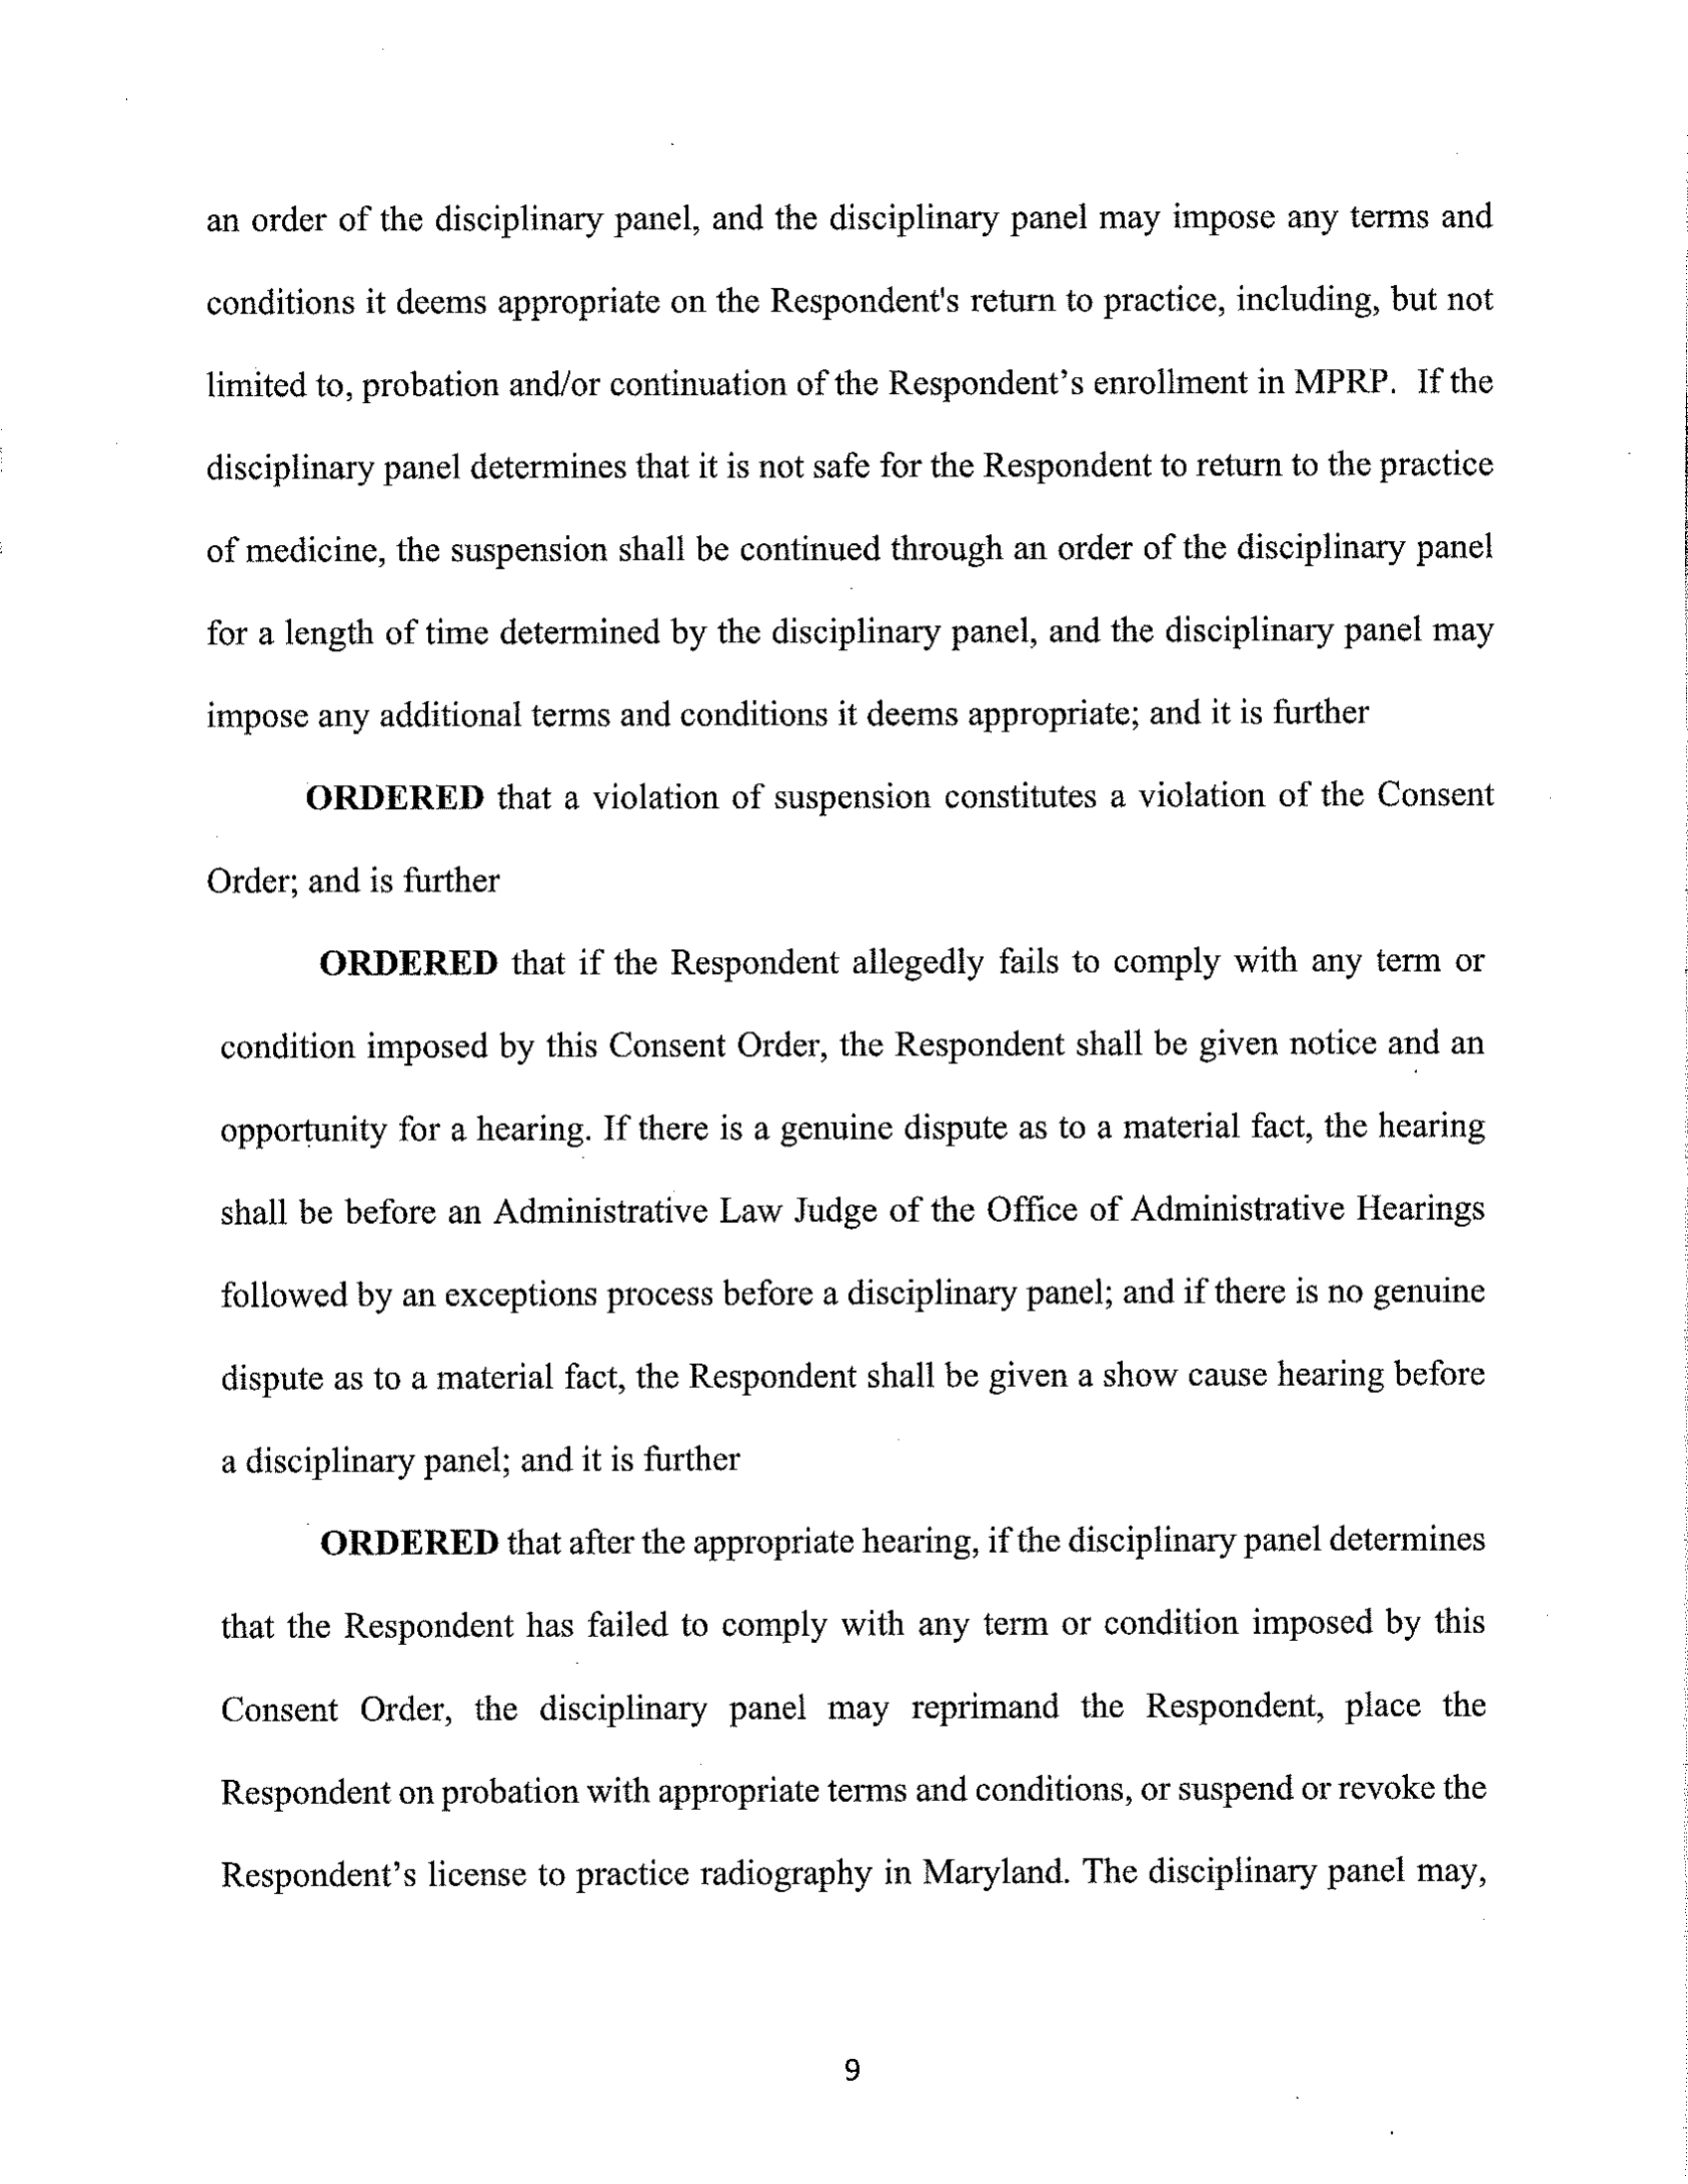 an order of the disciplinary panel, and the disciplinary panel may impose any terms and
conditions it deems appropriate on the Respondent's return to practice, including, but not
limited to, probation and/or continuation of the Respondent’s enrollment in MPRP. If the
disciplinary panel determines that it is not safe for the Respondent to return to the practice
of medicine, the suspension shall be continued through an order of the disciplinary panel
for a length of time determined by the disciplinary panel, and the disciplinary panel may
impose any additional terms and conditions it deems appropriate; and it is further
ORDERED that a violation of suspension constitutes a violation of the Consent
Order; and is further
ORDERED that if the Respondent allegedly fails to comply with any term or
condition imposed by this Consent Order, the Respondent shall be given notice and an
opportunity for a hearing. If there is a genuine dispute as to a material fact, the hearing
shall be before an Administrative Law Judge of the Office of Administrative Hearings
followed by an exceptions process before a disciplinary panel; and if there is no genuine
dispute as to a material fact, the Respondent shall be given a show cause hearing before
a disciplinary panel; and it is further
ORDERED that after the appropriate hearing, if the disciplinary panel determines
that the Respondent has failed to comply with any term or condition imposed by this
Consent Order, the disciplinary panel may reprimand the Respondent, place the
Respondent on probation with appropriate terms and conditions, or suspend or revoke the
Respondent’s license to practice radiography in Maryland. The disciplinary panel may,
9